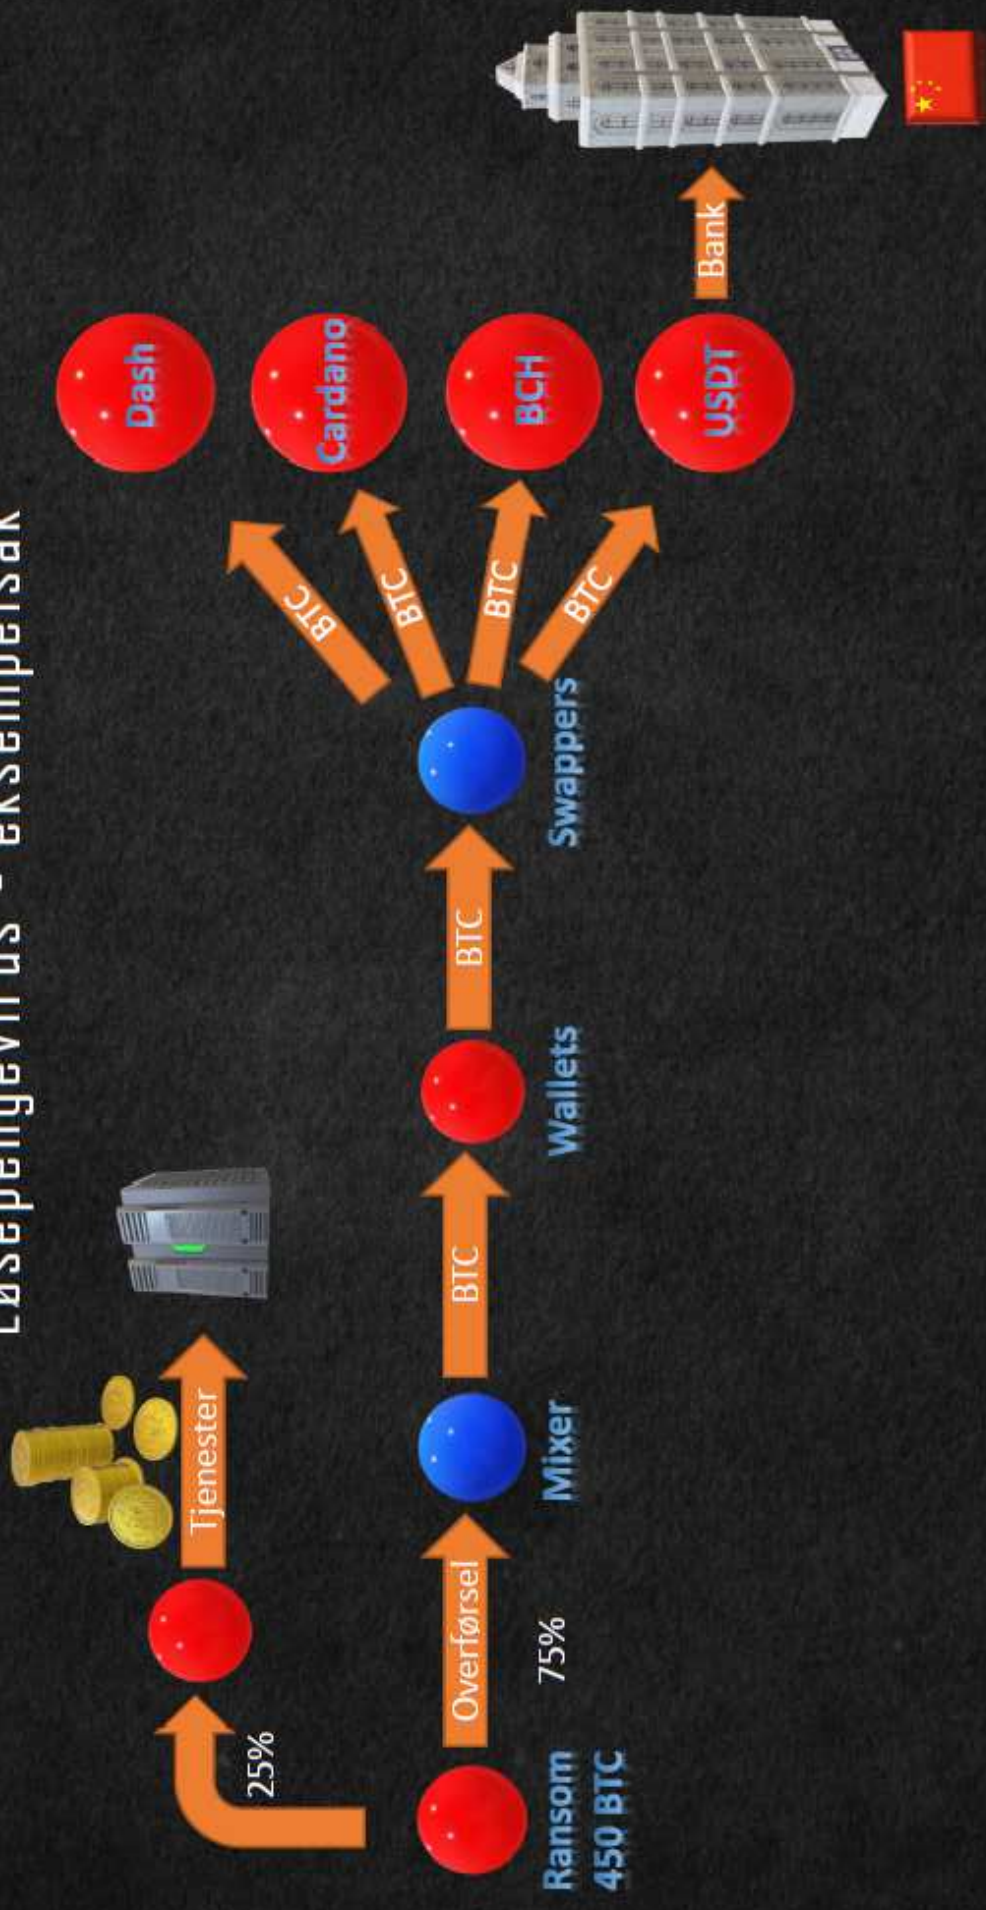 Løsepengevirus - eksempelsak
25%
Tjenester
Ransom
450 BTC
Overførsel
75%
Mixer
BTC
Wallets
BTC
Swappers
BTC
BTC
BTC
BTC
Dash
Cardano
BCH
USDT
Bank